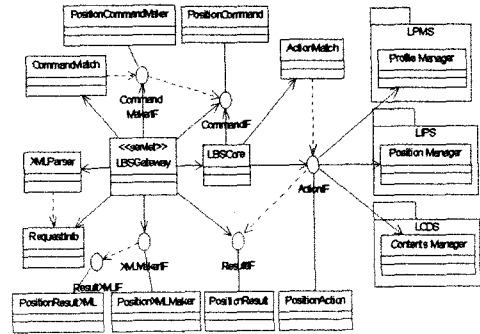 PositionCommandMaker
PositionCommand
CommandMatch
ActionMatch
LPMS
Profile Manager
Command
MakerIF
CommandIF
LIPS
Position Manager
XMLParser
<<servlet>>
LBSGateway
LBSCore
ActionIF
LCDS
Contents Manager
RequestInfo
XMLMakerIF
ResultIF
ResultXMLIF
PositionResultXML
PositionXMLMaker
PositionResult
PositionAction